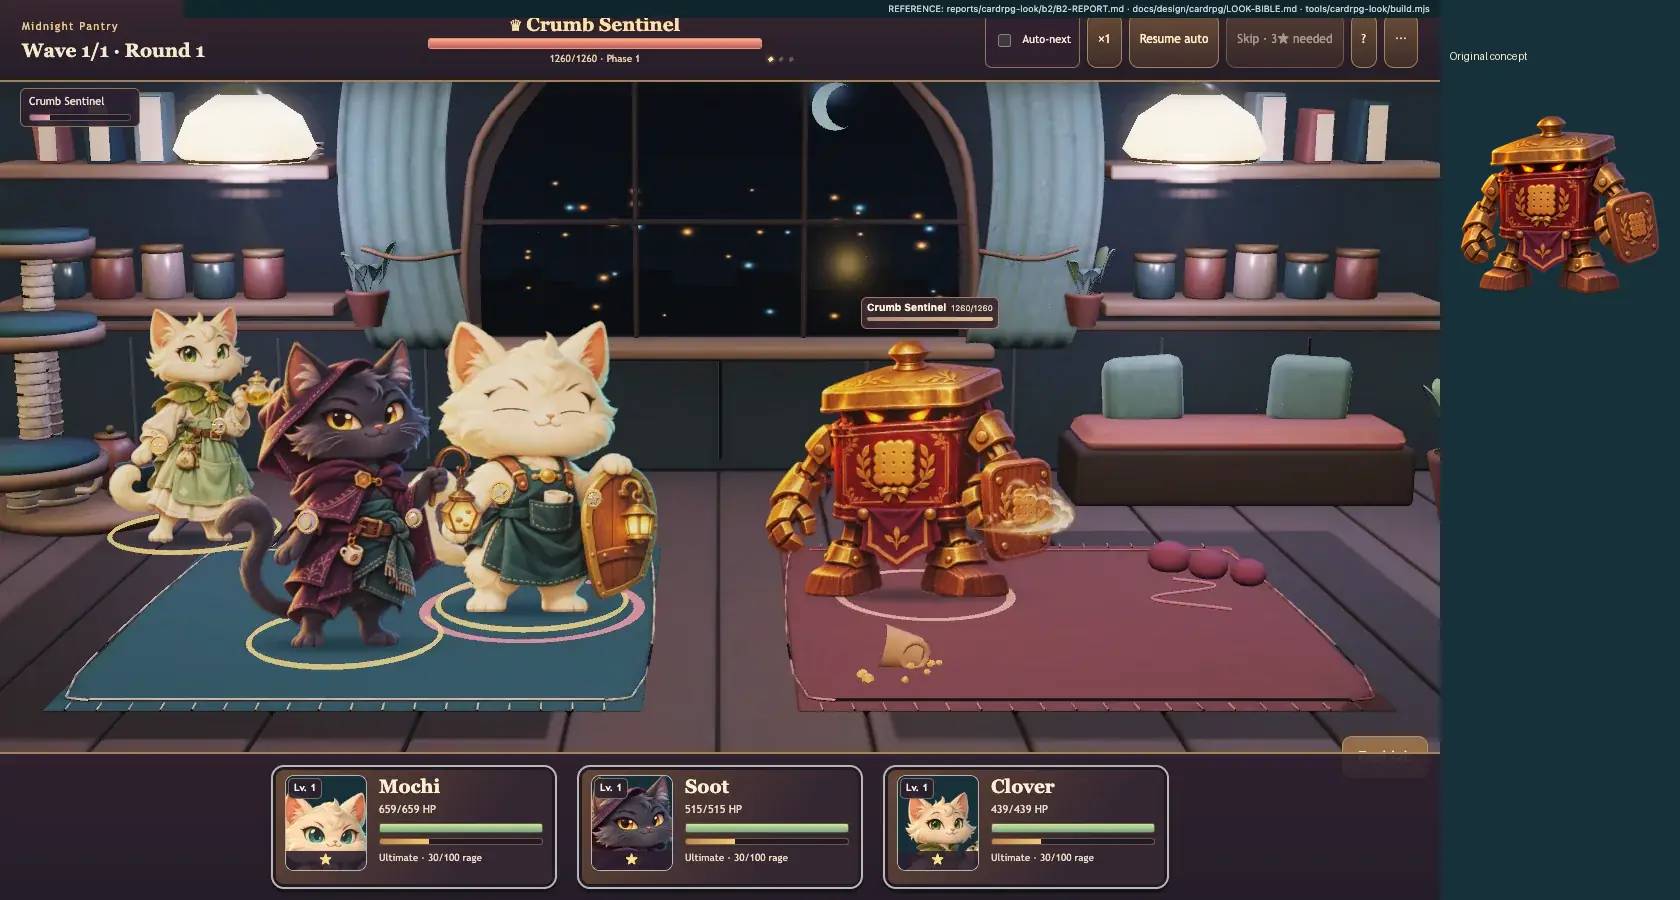 REFERENCE: reports/cardrpg-look/b2/B2-REPORT.md · docs/design/cardrpg/LOOK-BIBLE.md · tools/cardrpg-look/build.mjs
Midnight Pantry
Wave 1/1 · Round 1
♛ Crumb Sentinel
1260/1260 · Phase 1
Auto-next
×1
Resume auto
Skip · 3★ needed
?
...
Original concept
Crumb Sentinel
Crumb Sentinel 1260/1260
Lv. 1
Mochi
659/659 HP
Ultimate · 30/100 rage
Lv. 1
Soot
515/515 HP
Ultimate · 30/100 rage
Lv. 1
Clover
439/439 HP
Ultimate · 30/100 rage